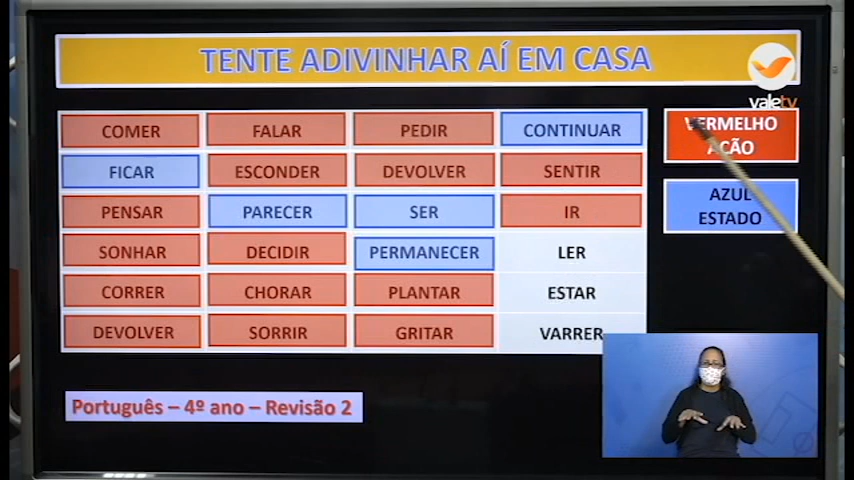 TENTE ADIVINHAR AÍ EM CASA
valetv
COMER FALAR PEDIR CONTINUAR
FICAR ESCONDER DEVOLVER SENTIR
PENSAR PARECER SER IR
SONHAR DECIDIR PERMANECER LER
CORRER CHORAR PLANTAR ESTAR
DEVOLVER SORRIR GRITAR VARRER
VERMELHO
AÇÃO
AZUL
ESTADO
Português – 4º ano – Revisão 2